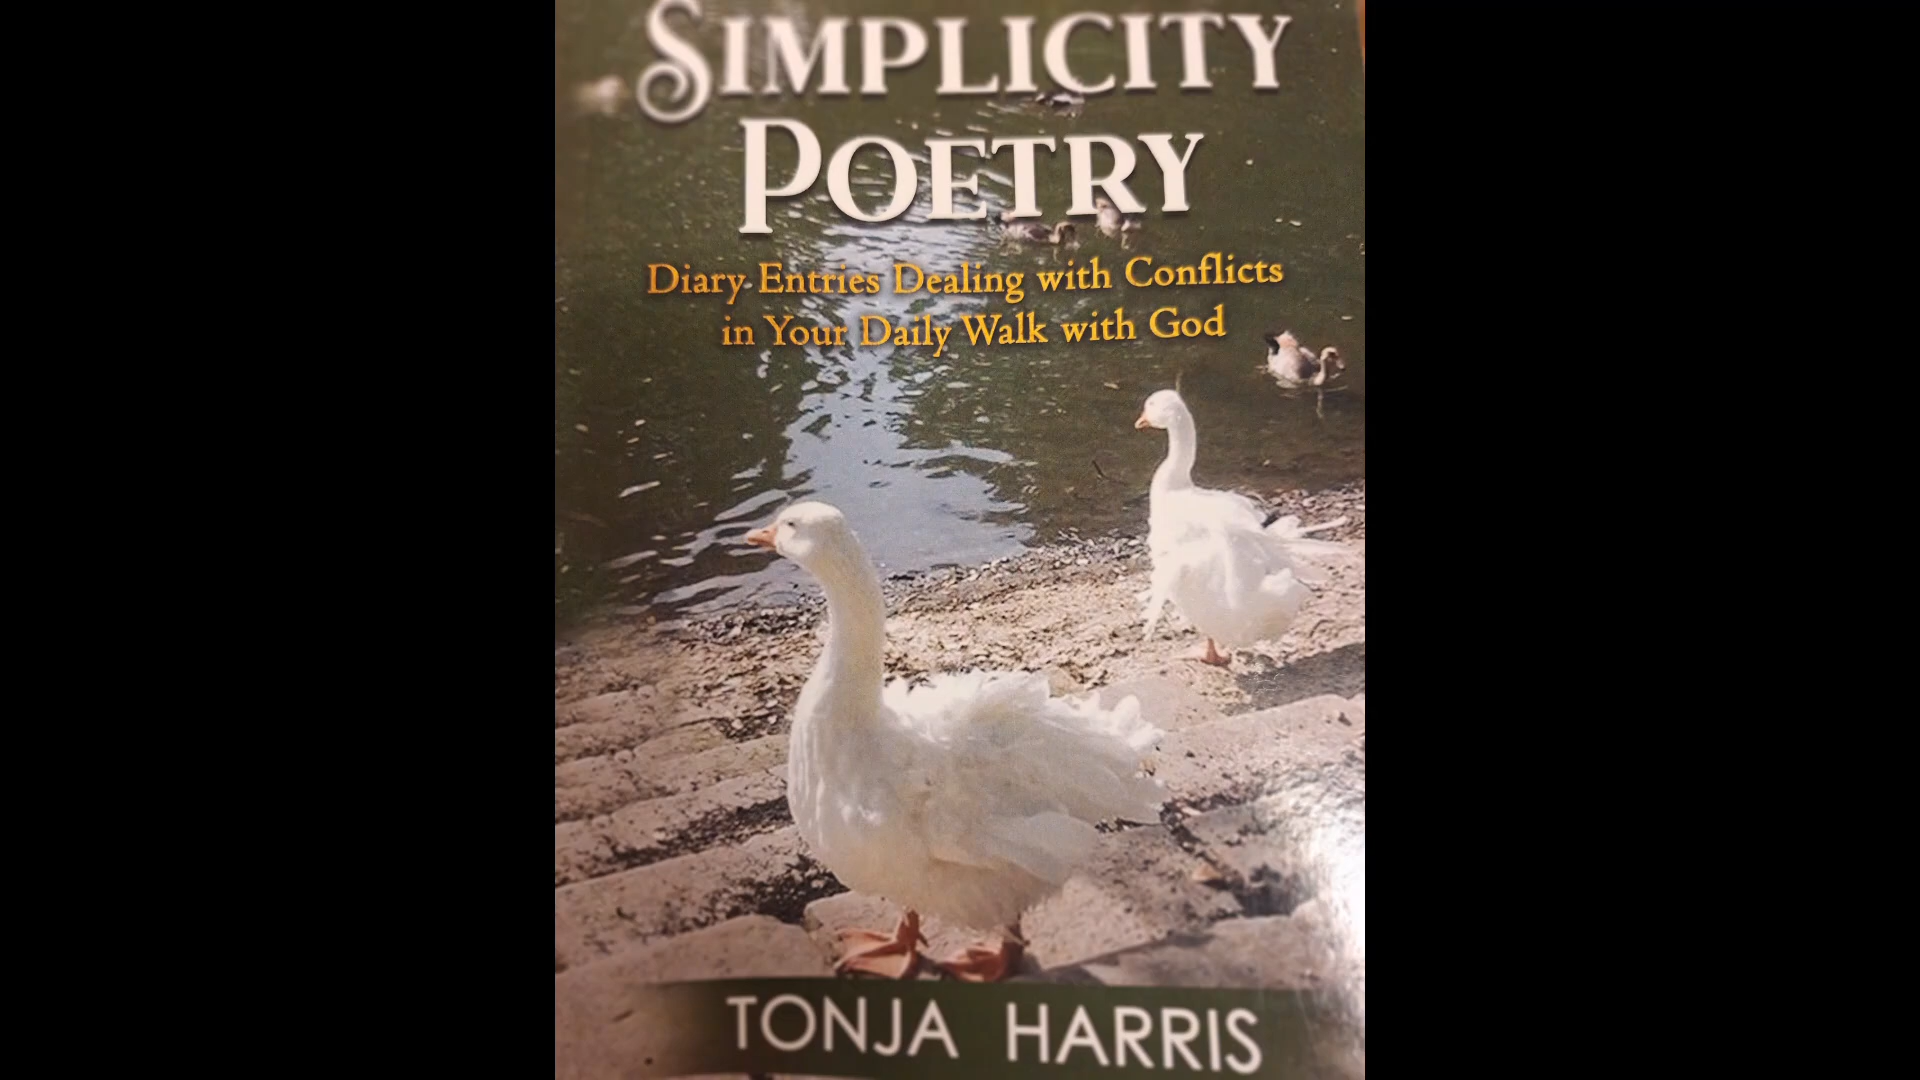 SIMPLICITY
POETRY
Diary Entries Dealing with Conflicts
in Your Daily Walk with God
TONJA HARRIS